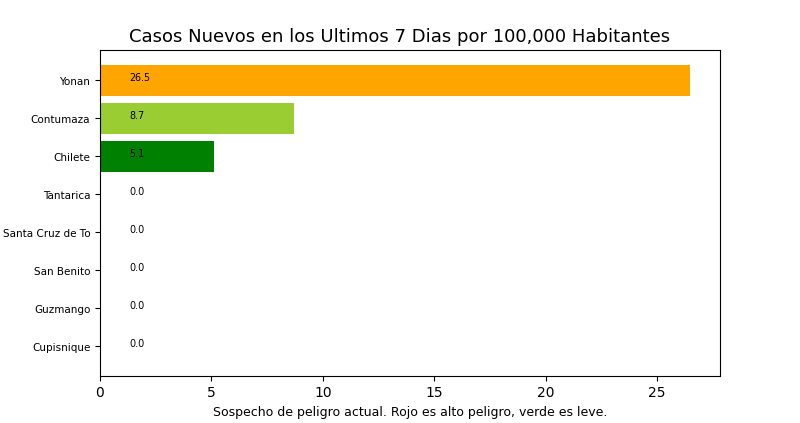 Casos Nuevos en los Ultimos 7 Dias por 100,000 Habitantes
Yonan 26.5
Contumaza 8.7
Chilete 5.1
Tantarica 0.0
Santa Cruz de To 0.0
San Benito 0.0
Guzmango 0.0
Cupisnique 0.0
0 5 10 15 20 25
Sospecho de peligro actual. Rojo es alto peligro, verde es leve.